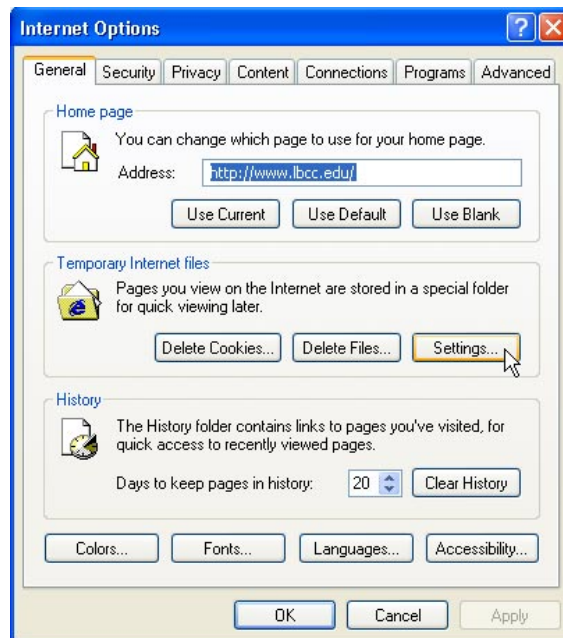 Internet Options
General Security Privacy Content Connections Programs Advanced
Home page
You can change which page to use for your home page.
Address: http://www.lbcc.edu/
Use Current Use Default Use Blank
Temporary Internet files
Pages you view on the Internet are stored in a special folder
for quick viewing later.
Delete Cookies... Delete Files... Settings...
History
The History folder contains links to pages you've visited, for
quick access to recently viewed pages.
Days to keep pages in history: 20 Clear History
Colors... Fonts... Languages... Accessibility...
OK Cancel Apply